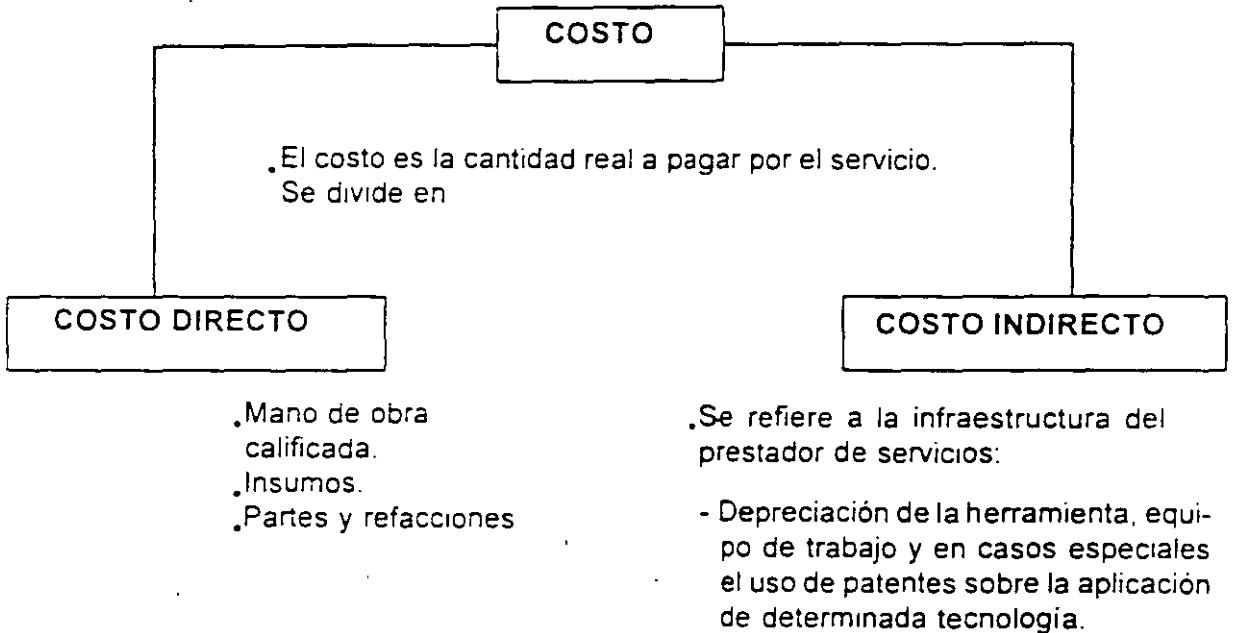 COSTO
.El costo es la cantidad real a pagar por el servicio.
Se divide en
COSTO DIRECTO
COSTO INDIRECTO
.Mano de obra
calificada.
.Insumos.
.Partes y refacciones
.Se refiere a la infraestructura del
prestador de servicios:
- Depreciación de la herramienta, equi-
po de trabajo y en casos especiales
el uso de patentes sobre la aplicación
de determinada tecnología.